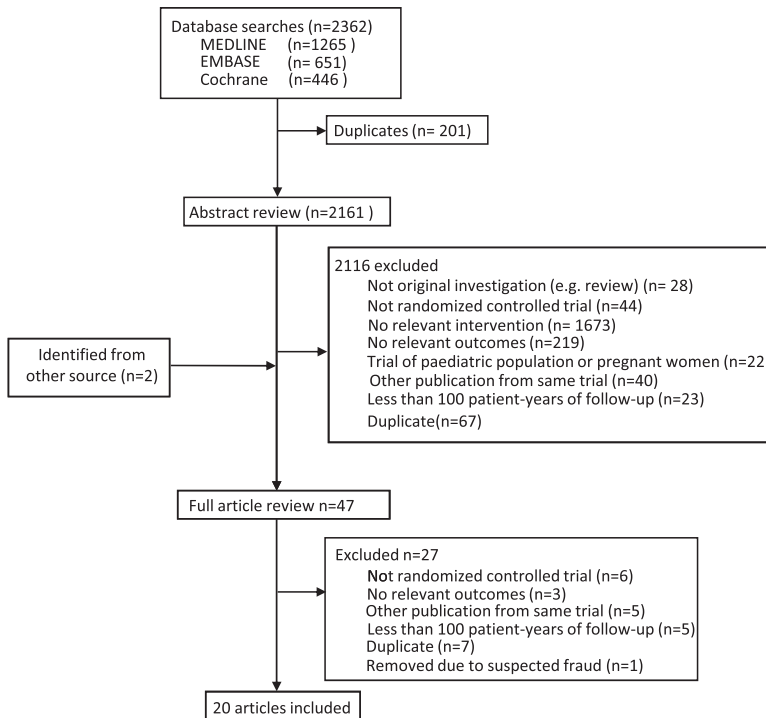 Database searches (n=2362)
MEDLINE (n=1265 )
EMBASE (n= 651)
Cochrane (n=446 )
Duplicates (n= 201)
Abstract review (n=2161 )
2116 excluded
Not original investigation (e.g. review) (n= 28)
Not randomized controlled trial (n=44)
No relevant intervention (n= 1673)
No relevant outcomes (n=219)
Trial of paediatric population or pregnant women (n=22
Other publication from same trial (n=40)
Less than 100 patient-years of follow-up (n=23)
Duplicate(n=67)
Identified from
other source (n=2)
Full article review n=47
Excluded n=27
Not randomized controlled trial (n=6)
No relevant outcomes (n=3)
Other publication from same trial (n=5)
Less than 100 patient-years of follow-up (n=5)
Duplicate (n=7)
Removed due to suspected fraud (n=1)
20 articles included